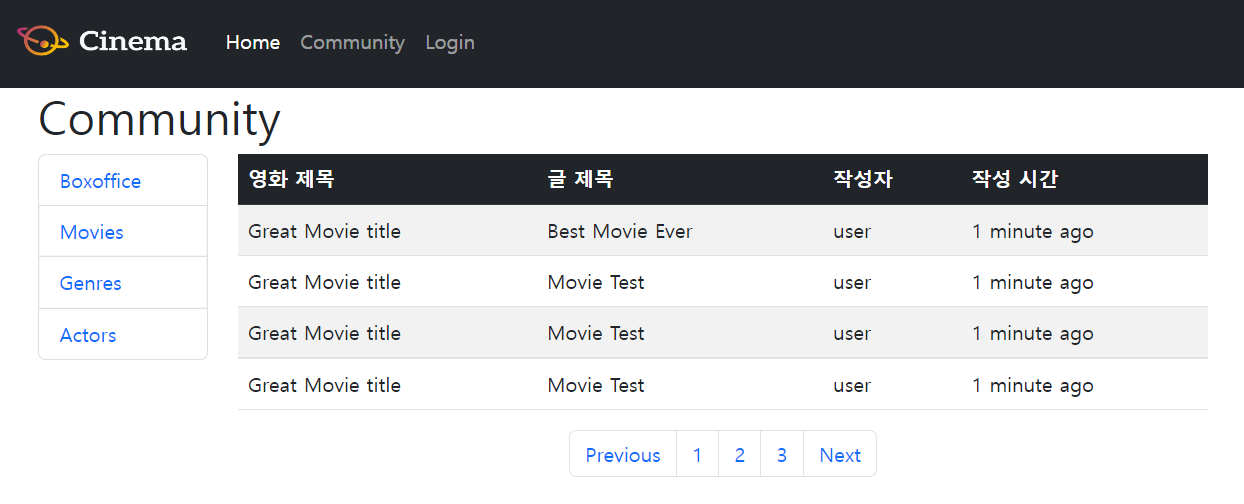 Cinema Home Community Login
Community
Boxoffice
Movies
Genres
Actors
영화 제목 글 제목 작성자 작성 시간
Great Movie title Best Movie Ever user 1 minute ago
Great Movie title Movie Test user 1 minute ago
Great Movie title Movie Test user 1 minute ago
Great Movie title Movie Test user 1 minute ago
Previous 1 2 3 Next